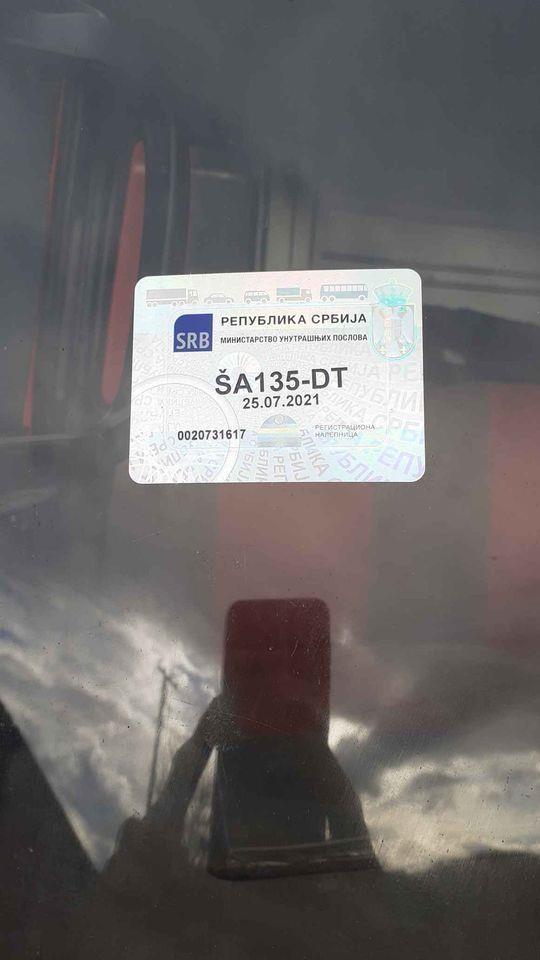 РЕПУБЛИКА СРБИЈА
SRB
МИНИСТАРСТВО УНУТРАШЊИХ ПОСЛОВА
ŠA135-DT
25.07.2021
0020731617
РЕГИСТРАЦИОНА
НАЛЕПНИЦА